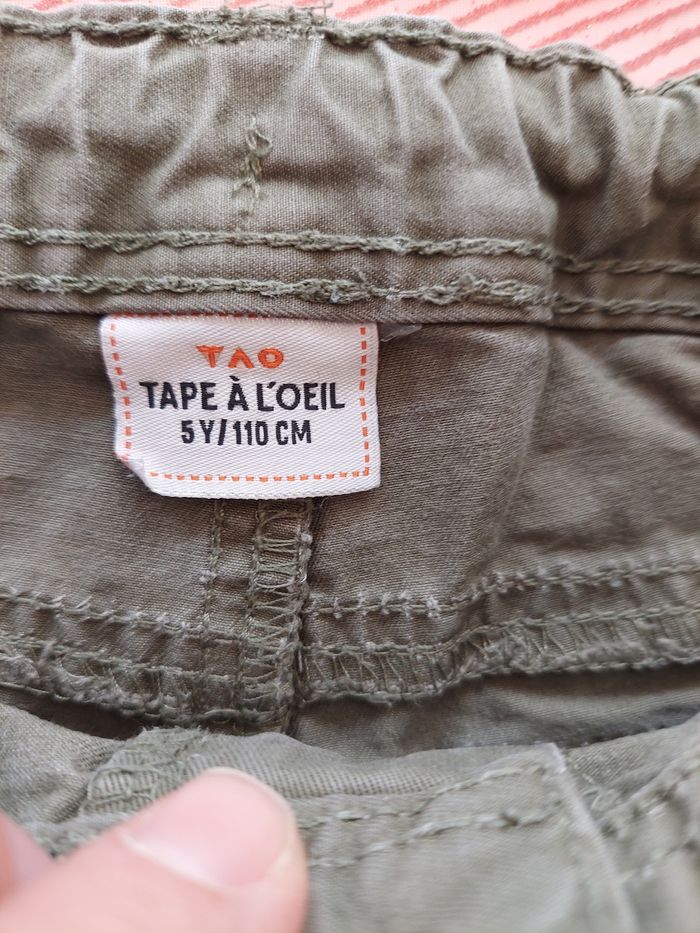 TAO
TAPE À L'OEIL
5 Y/110 CM